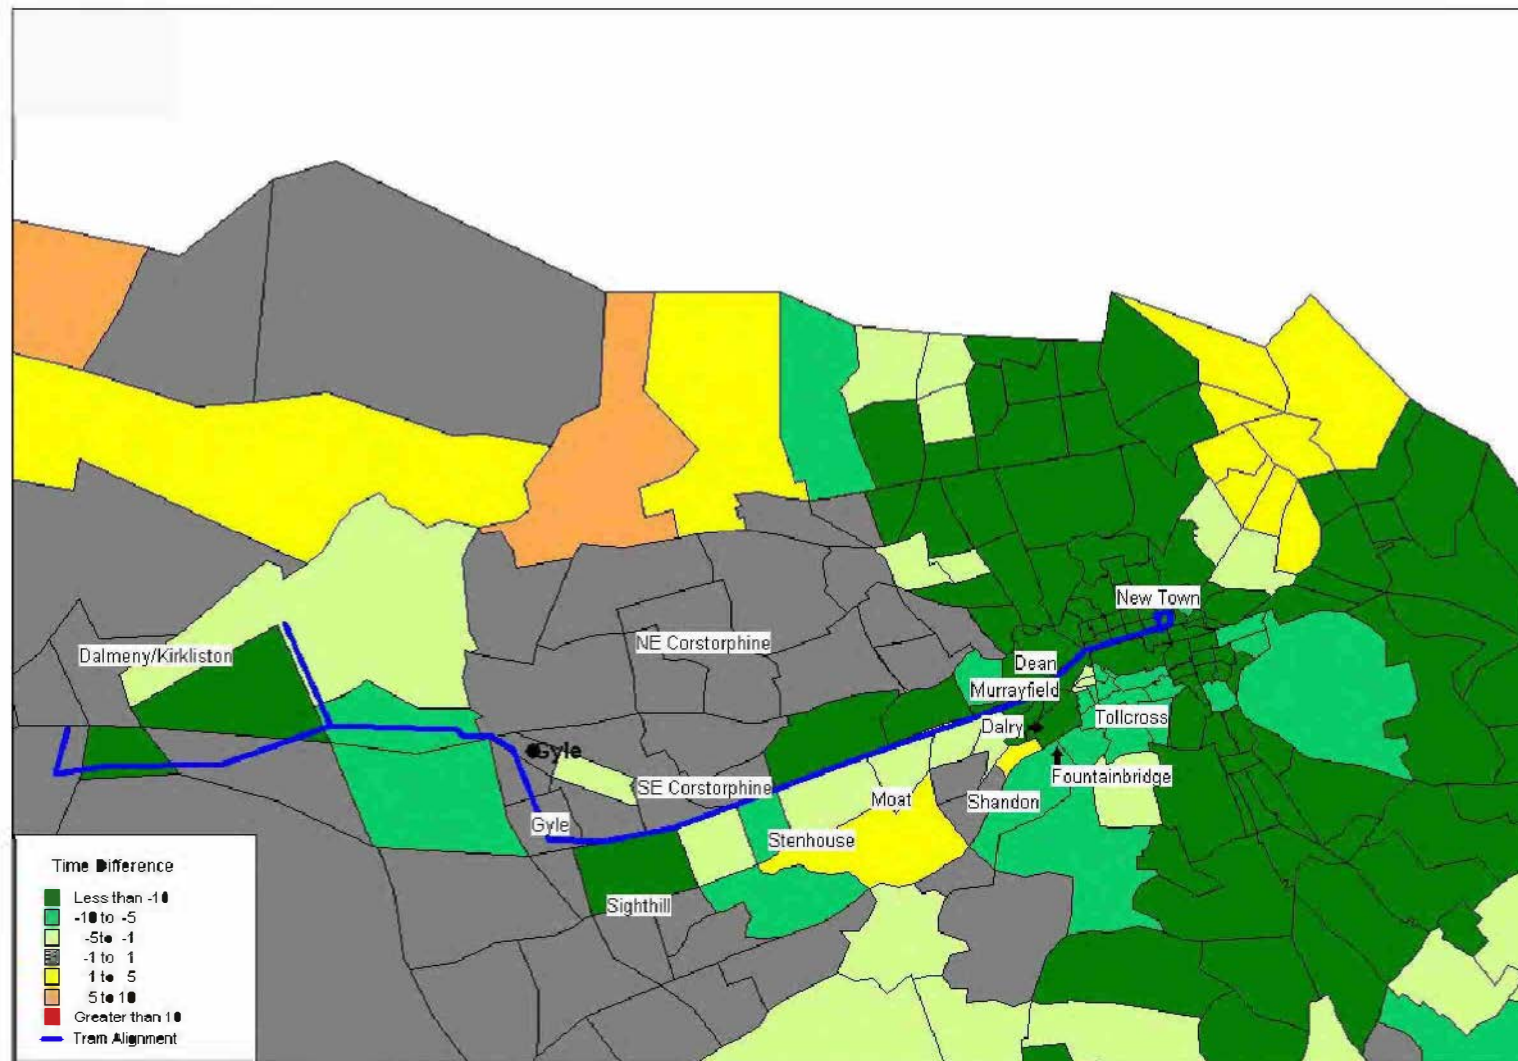 New Town
NE Corstorphine
Dalmeny/Kirkliston
Dean
Murrayfield
Tollcross
Dalry
Gyle
Fountainbridge
SE Corstorphine
Moat
Shandon
Gyle
Stenhouse
Sighthill
Time Difference
Less than -10
-10 to -5
-5to -1
-1 to 1
1 to 5
5 to 10
Greater than 10
Tram Alignment